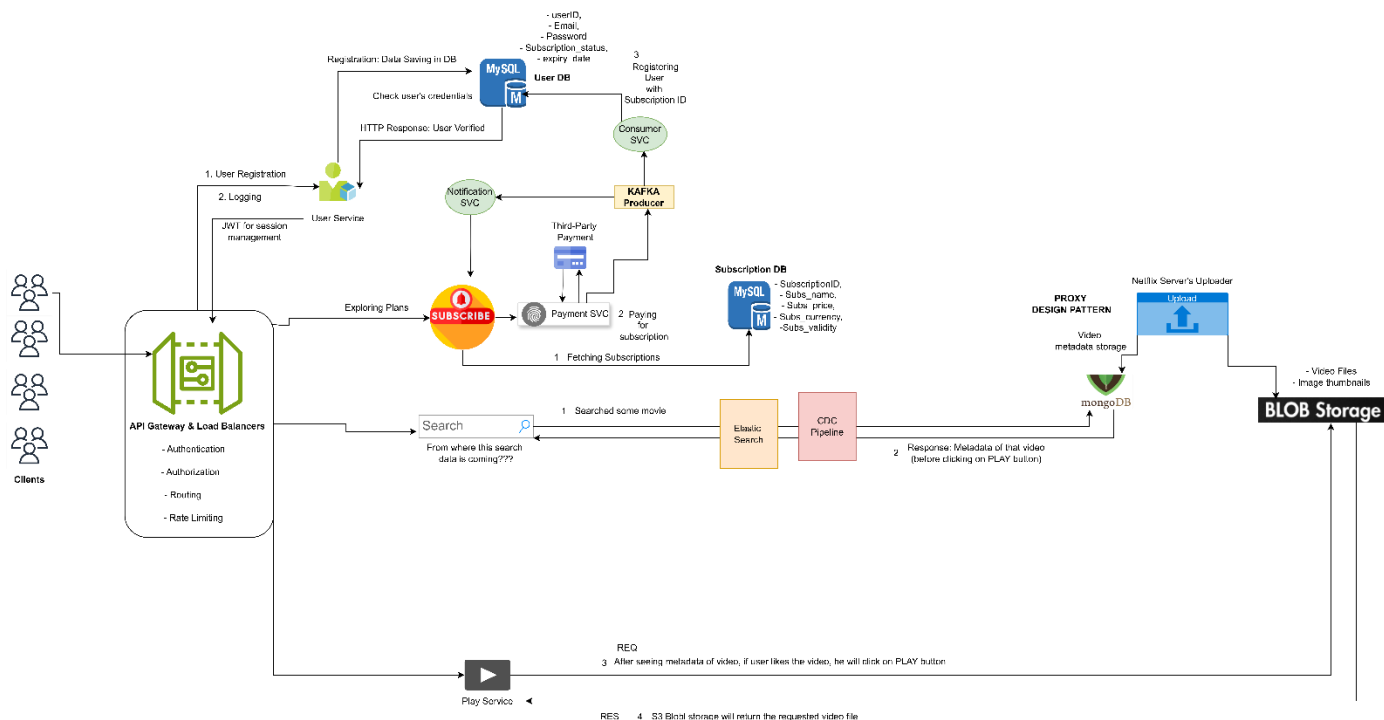 - userID,
- Email,
- Password
- Subscription_status,
- expiry_date
MySQL
User DB
Registration: Data Saving in DB
Check user's credentials
HTTP Response: User Verified
3
Registering
User
with
Subscription ID
Consumer
SVC
1. User Registration
2. Logging
User Service
JWT for session
management
Notification
SVC
KAFKA
Producer
Third-Party
Payment
Exploring Plans
SUBSCRIBE
Payment SVC
2 Paying
for
subscription
1 Fetching Subscriptions
Subscription DB
MySQL
- SubscriptionID,
- Subs_name,
- Subs_price,
- Subs_currency,
-Subs_validity
Netflix Server's Uploader
Upload
PROXY
DESIGN PATTERN
Video
metadata storage
mongoDB
- Video Files
- Image thumbnails
BLOB Storage
Clients
API Gateway & Load Balancers
- Authentication
- Authorization
- Routing
- Rate Limiting
Search
From where this search
data is coming???
1 Searched some movie
Elastic
Search
CDC
Pipeline
2 Response: Metadata of that video
(before clicking on PLAY button)
REQ
3 After seeing metadata of video, if user likes the video, he will click on PLAY button
Play Service
RES 4 S3 Blobl storage will return the requested video file